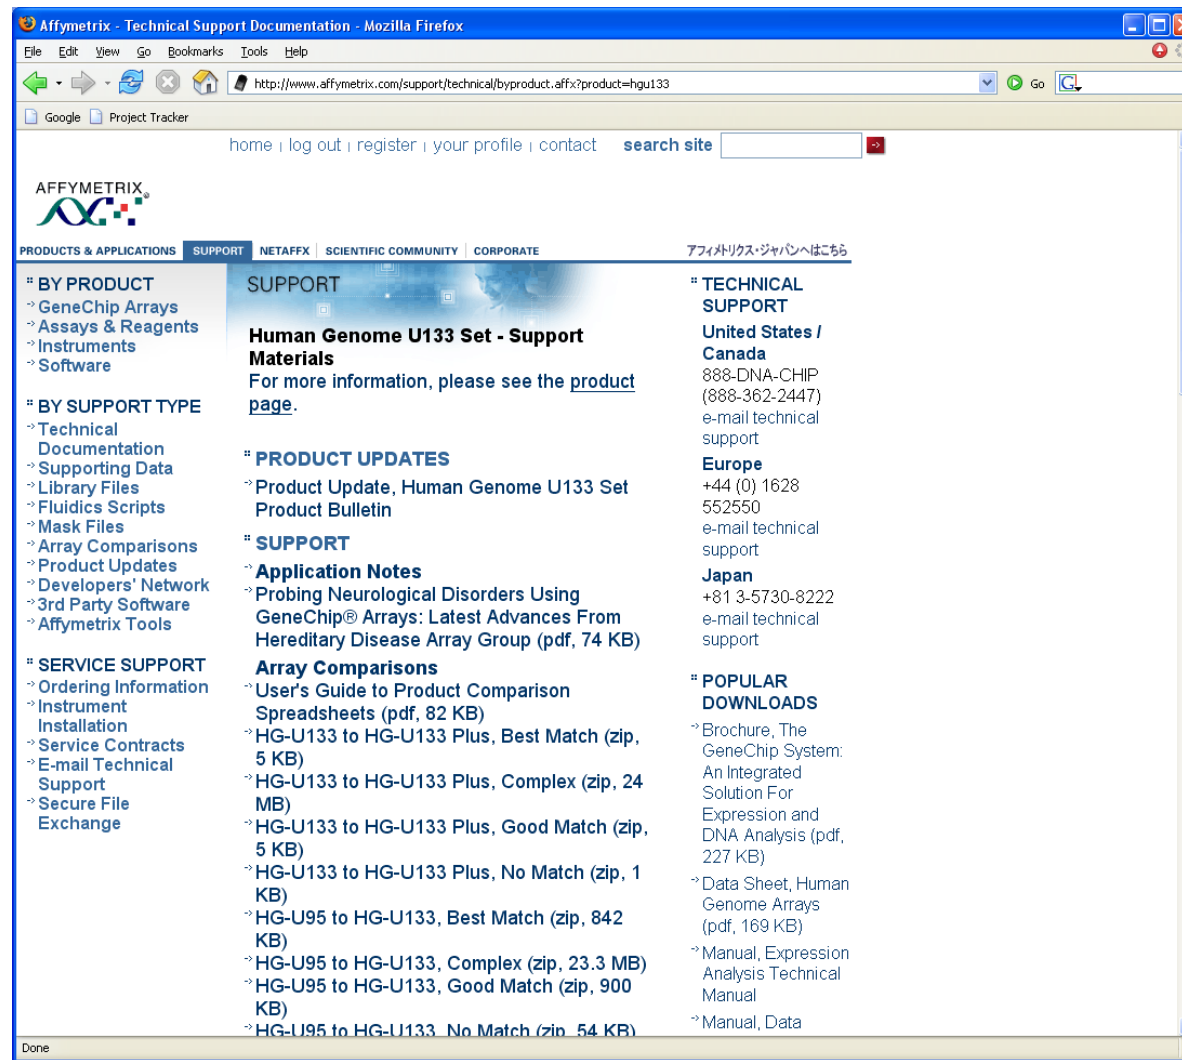 Affymetrix - Technical Support Documentation - Mozilla Firefox
File Edit View Go Bookmarks Tools Help
http://www.affymetrix.com/support/technical/byproduct.affx?product=hgu133
Go
G
Google Project Tracker
home | log out | register | your profile | contact search site
AFFYMETRIX®
PRODUCTS & APPLICATIONS SUPPORT NETAFFX SCIENTIFIC COMMUNITY CORPORATE アフィメトリクス・ジャパンへはこちら
BY PRODUCT
GeneChip Arrays
Assays & Reagents
Instruments
Software
BY SUPPORT TYPE
Technical
Documentation
Supporting Data
Library Files
Fluidics Scripts
Mask Files
Array Comparisons
Product Updates
Developers' Network
3rd Party Software
Affymetrix Tools
SERVICE SUPPORT
Ordering Information
Instrument
Installation
Service Contracts
E-mail Technical
Support
Secure File
Exchange
SUPPORT
Human Genome U133 Set - Support
Materials
For more information, please see the product
page.
PRODUCT UPDATES
Product Update, Human Genome U133 Set
Product Bulletin
SUPPORT
Application Notes
Probing Neurological Disorders Using
GeneChip® Arrays: Latest Advances From
Hereditary Disease Array Group (pdf, 74 KB)
Array Comparisons
User's Guide to Product Comparison
Spreadsheets (pdf, 82 KB)
HG-U133 to HG-U133 Plus, Best Match (zip,
5 KB)
HG-U133 to HG-U133 Plus, Complex (zip, 24
MB)
HG-U133 to HG-U133 Plus, Good Match (zip,
5 KB)
HG-U133 to HG-U133 Plus, No Match (zip, 1
KB)
HG-U95 to HG-U133, Best Match (zip, 842
KB)
HG-U95 to HG-U133, Complex (zip, 23.3 MB)
HG-U95 to HG-U133, Good Match (zip, 900
KB)
HG-U95 to HG-U133, No Match (zip, 54 KB)
TECHNICAL
SUPPORT
United States /
Canada
888-DNA-CHIP
(888-362-2447)
e-mail technical
support
Europe
+44 (0) 1628
552550
e-mail technical
support
Japan
+81 3-5730-8222
e-mail technical
support
POPULAR
DOWNLOADS
Brochure, The
GeneChip System:
An Integrated
Solution For
Expression and
DNA Analysis (pdf,
227 KB)
Data Sheet, Human
Genome Arrays
(pdf, 169 KB)
Manual, Expression
Analysis Technical
Manual
Manual, Data
Done